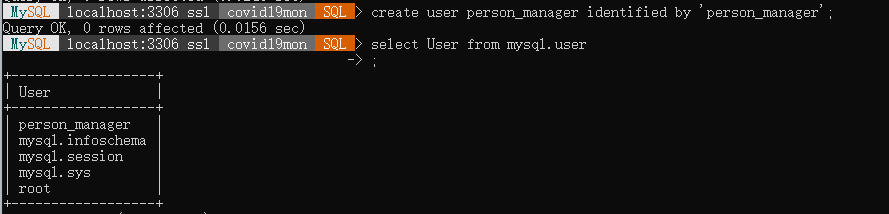 MySQL localhost:3306 ssl covid19mon SQL > create user person_manager identified by 'person_manager';
Query OK, 0 rows affected (0.0156 sec)
MySQL localhost:3306 ssl covid19mon SQL > select User from mysql.user
-> ;
+------------------+
| User |
+------------------+
| person_manager |
| mysql.infoschema |
| mysql.session |
| mysql.sys |
| root |
+------------------+